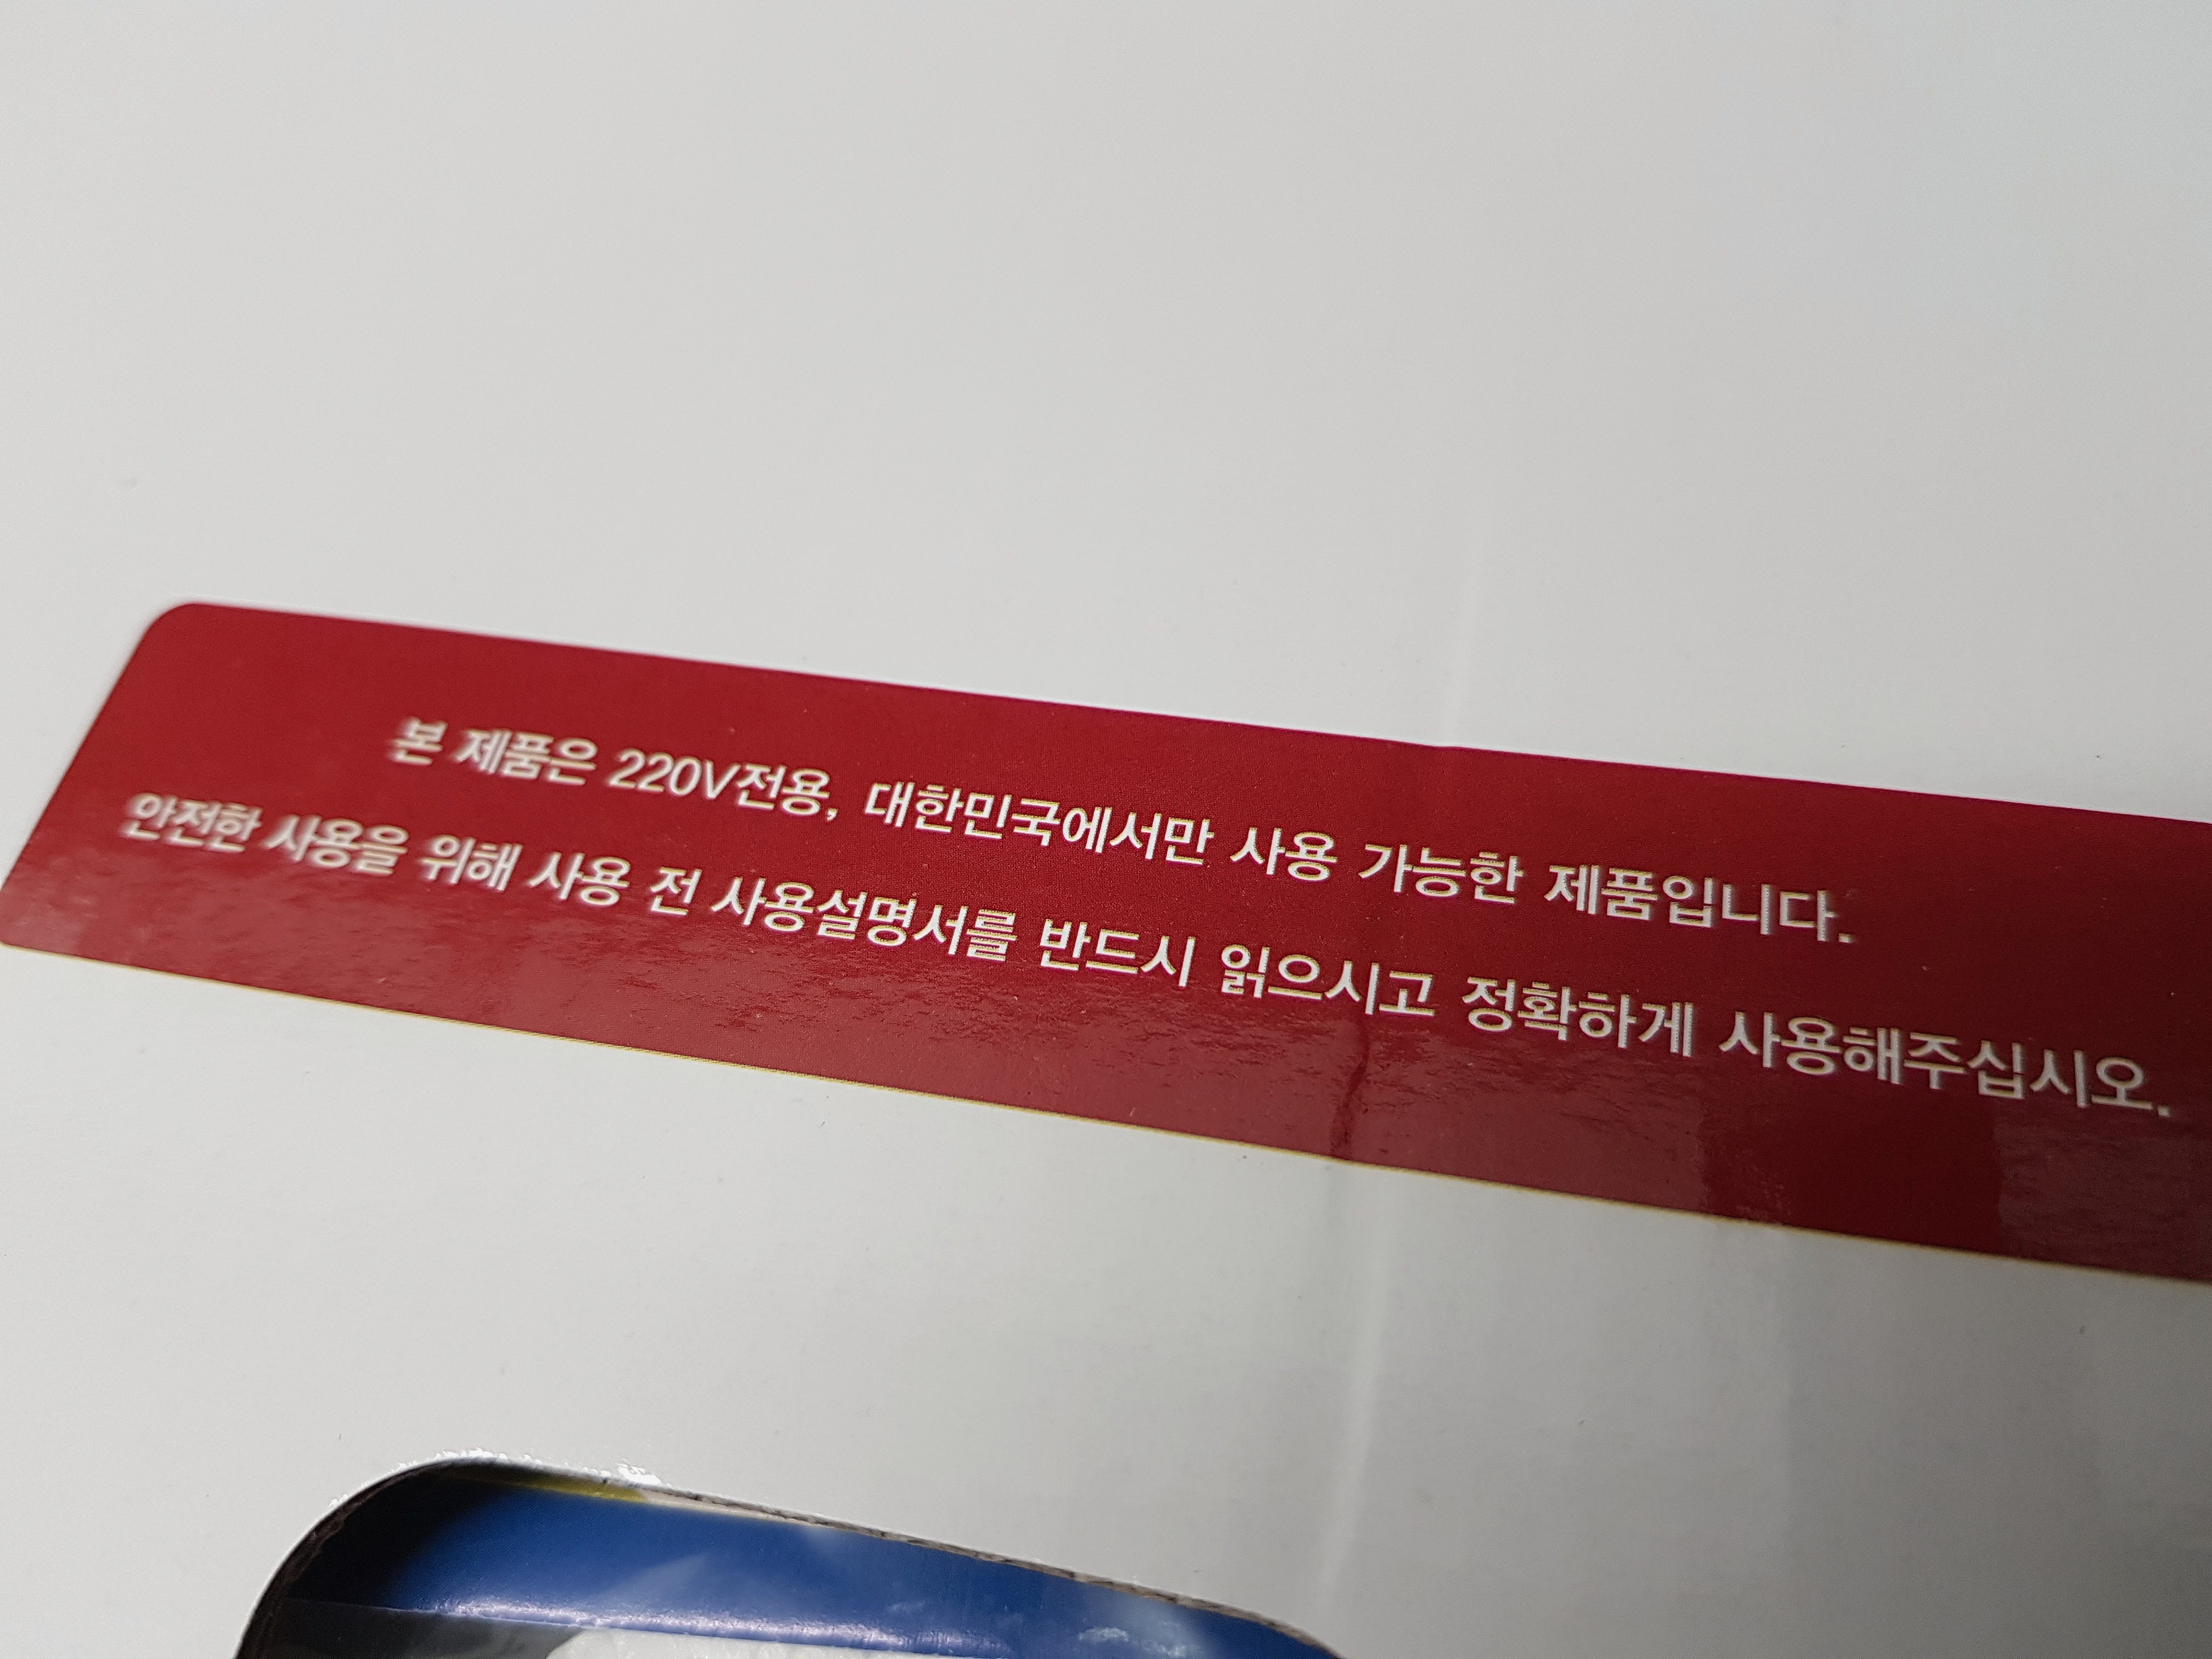 본 제품은 220V전용, 대한민국에서만 사용 가능한 제품입니다.
안전한 사용을 위해 사용 전 사용설명서를 반드시 읽으시고 정확하게 사용해주십시오.